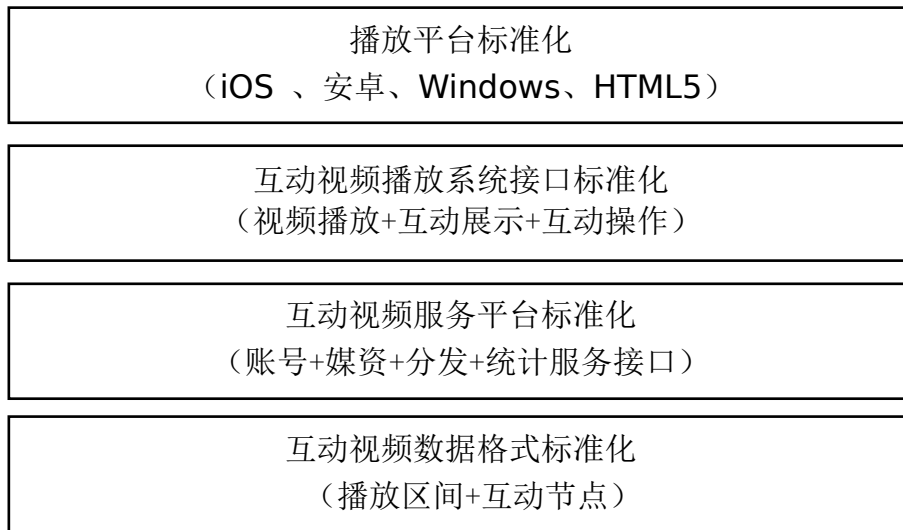 播放平台标准化
（iOS 、安卓、Windows、HTML5）
互动视频播放系统接口标准化
（视频播放+互动展示+互动操作）
互动视频服务平台标准化
（账号+媒资+分发+统计服务接口）
互动视频数据格式标准化
（播放区间+互动节点）